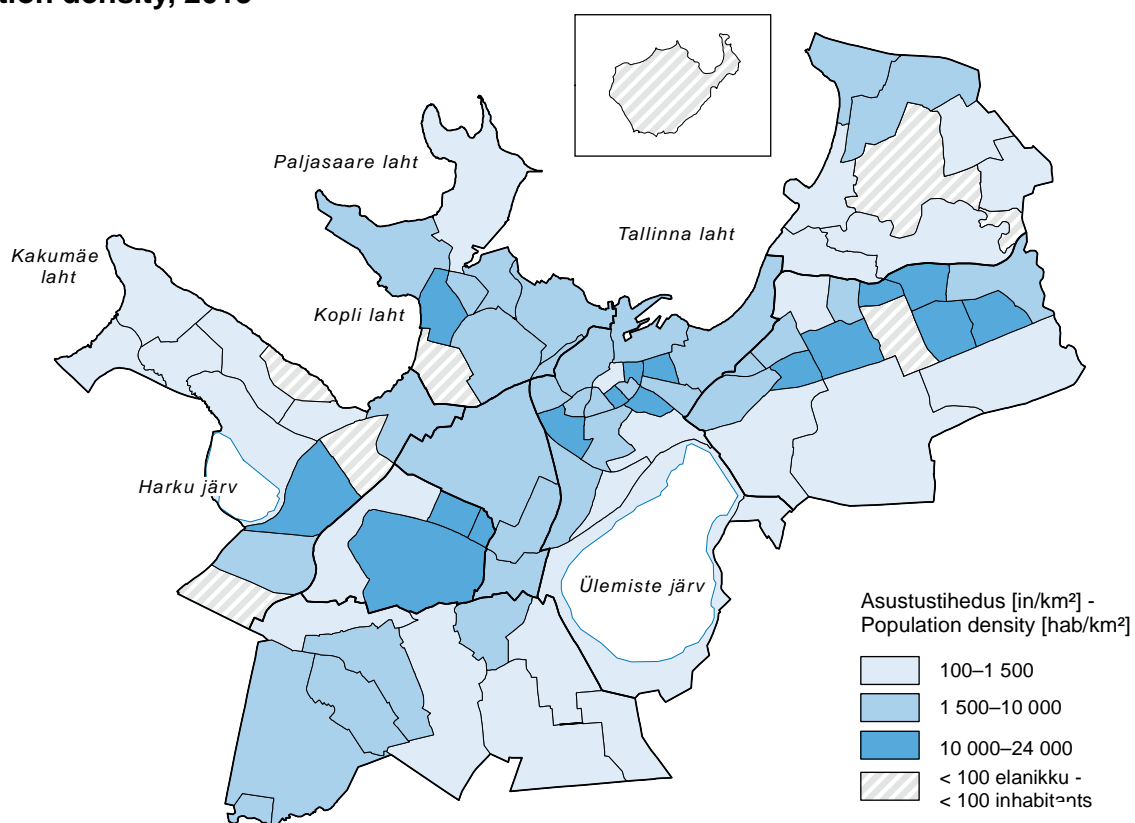 Paljasaare laht
Tallinna laht
Kakumäe
laht
Kopli laht
Harku järv
Ülemiste järv
Asustustihedus [in/km²] -
Population density [hab/km²]
100–1 500
1 500–10 000
10 000–24 000
< 100 elanikku -
< 100 inhabitants